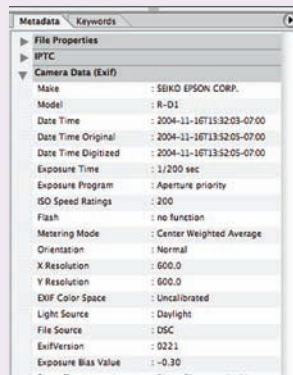 Metadata Keywords
File Properties
IPTC
Camera Data (Exif)
Make : SEIKO EPSON CORP.
Model : R-D1
Date Time : 2004-11-16T15:32:03-07:00
Date Time Original : 2004-11-16T13:52:05-07:00
Date Time Digitized : 2004-11-16T13:52:05-07:00
Exposure Time : 1/200 sec
Exposure Program : Aperture priority
ISO Speed Ratings : 200
Flash : no function
Metering Mode : Center Weighted Average
Orientation : Normal
X Resolution : 600.0
Y Resolution : 600.0
EXIF Color Space : Uncalibrated
Light Source : Daylight
File Source : DSC
ExifVersion : 0221
Exposure Bias Value : -0.30